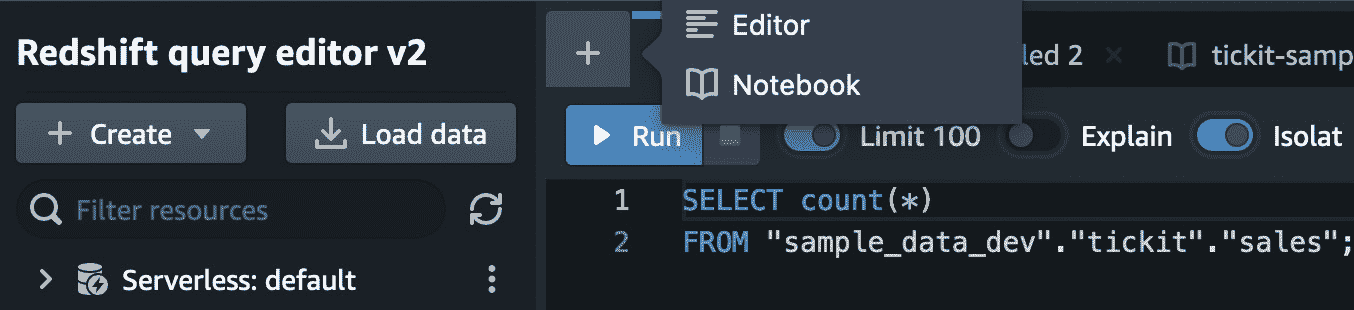 Redshift query editor v2
Create
Load data
Filter resources
Serverless: default
Editor
Notebook
led 2
tickit-samp
Run
Limit 100
Explain
Isolat
1 SELECT count(*)
2 FROM "sample_data_dev"."tickit"."sales";